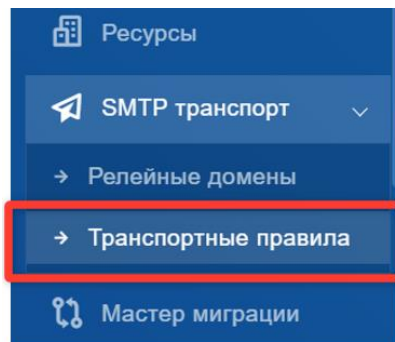 Ресурсы
SMTP транспорт
Релейные домены
Транспортные правила
Мастер миграции